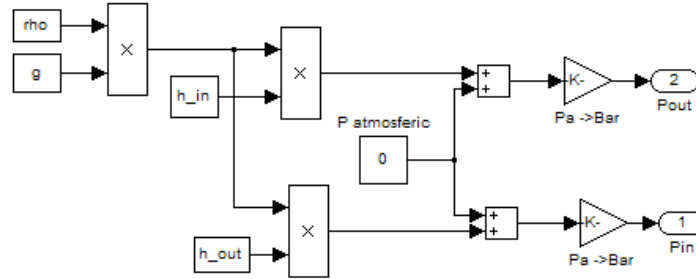 rho
g
h_in
P atmosferic
0
+
+
K-
Pa ->Bar
2
Pout
h_out
+
+
K-
Pa ->Bar
1
Pin